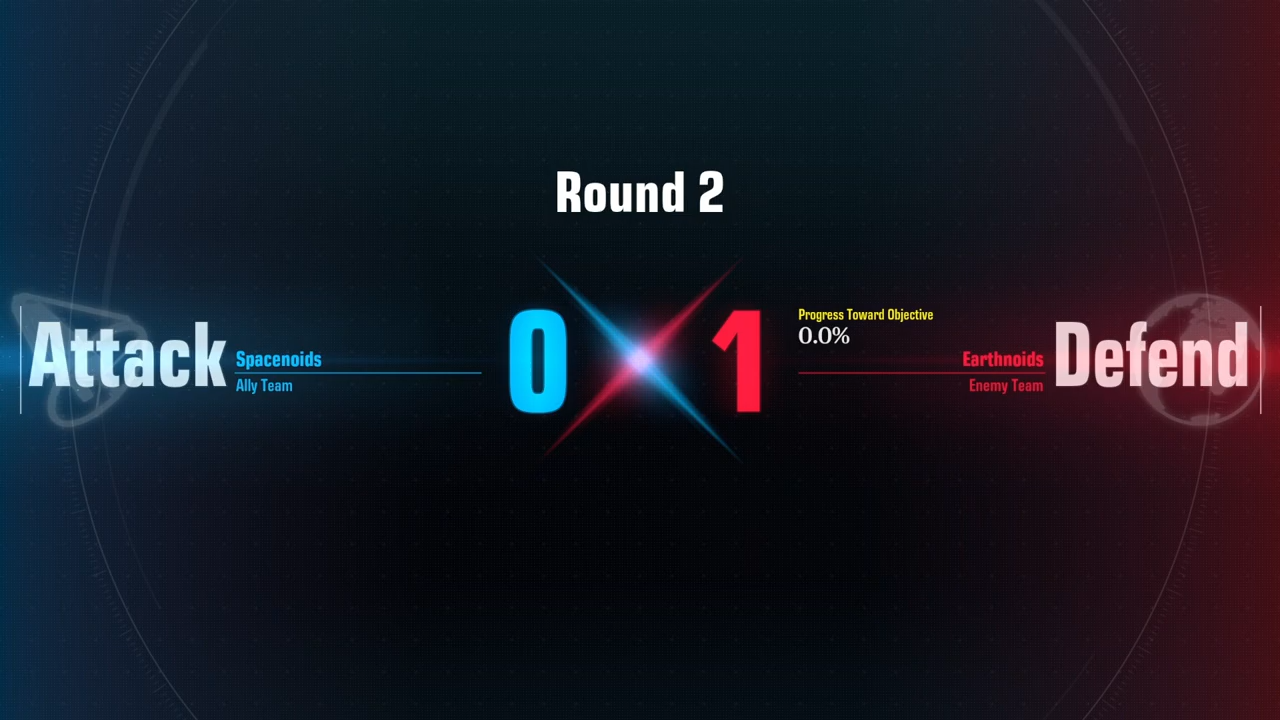 Round 2
Attack
Spacenoids
Ally Team
0
1
Progress Toward Objective
0.0%
Earthnoids
Enemy Team
Defend